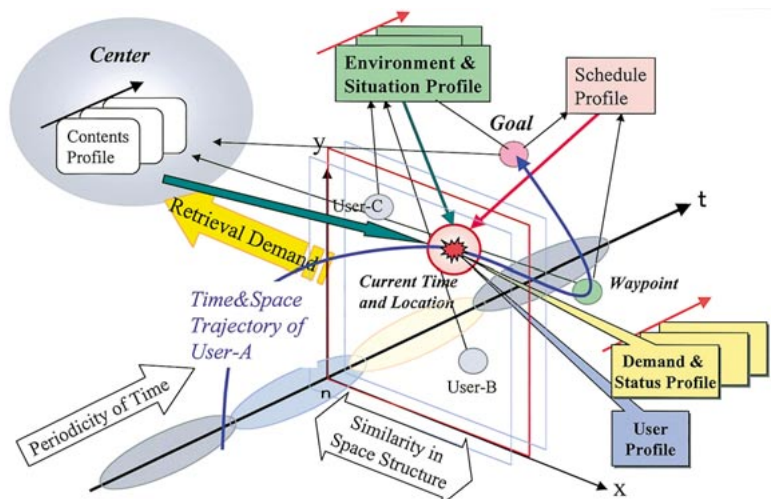 Center
Contents
Profile
Environment &
Situation Profile
Schedule
Profile
Goal
y
t
User-C
Retrieval Demand
Current Time
and Location
Waypoint
Time&Space
Trajectory of
User-A
Demand &
Status Profile
User-B
n
User
Profile
Periodicity of Time
Similarity in
Space Structure
x